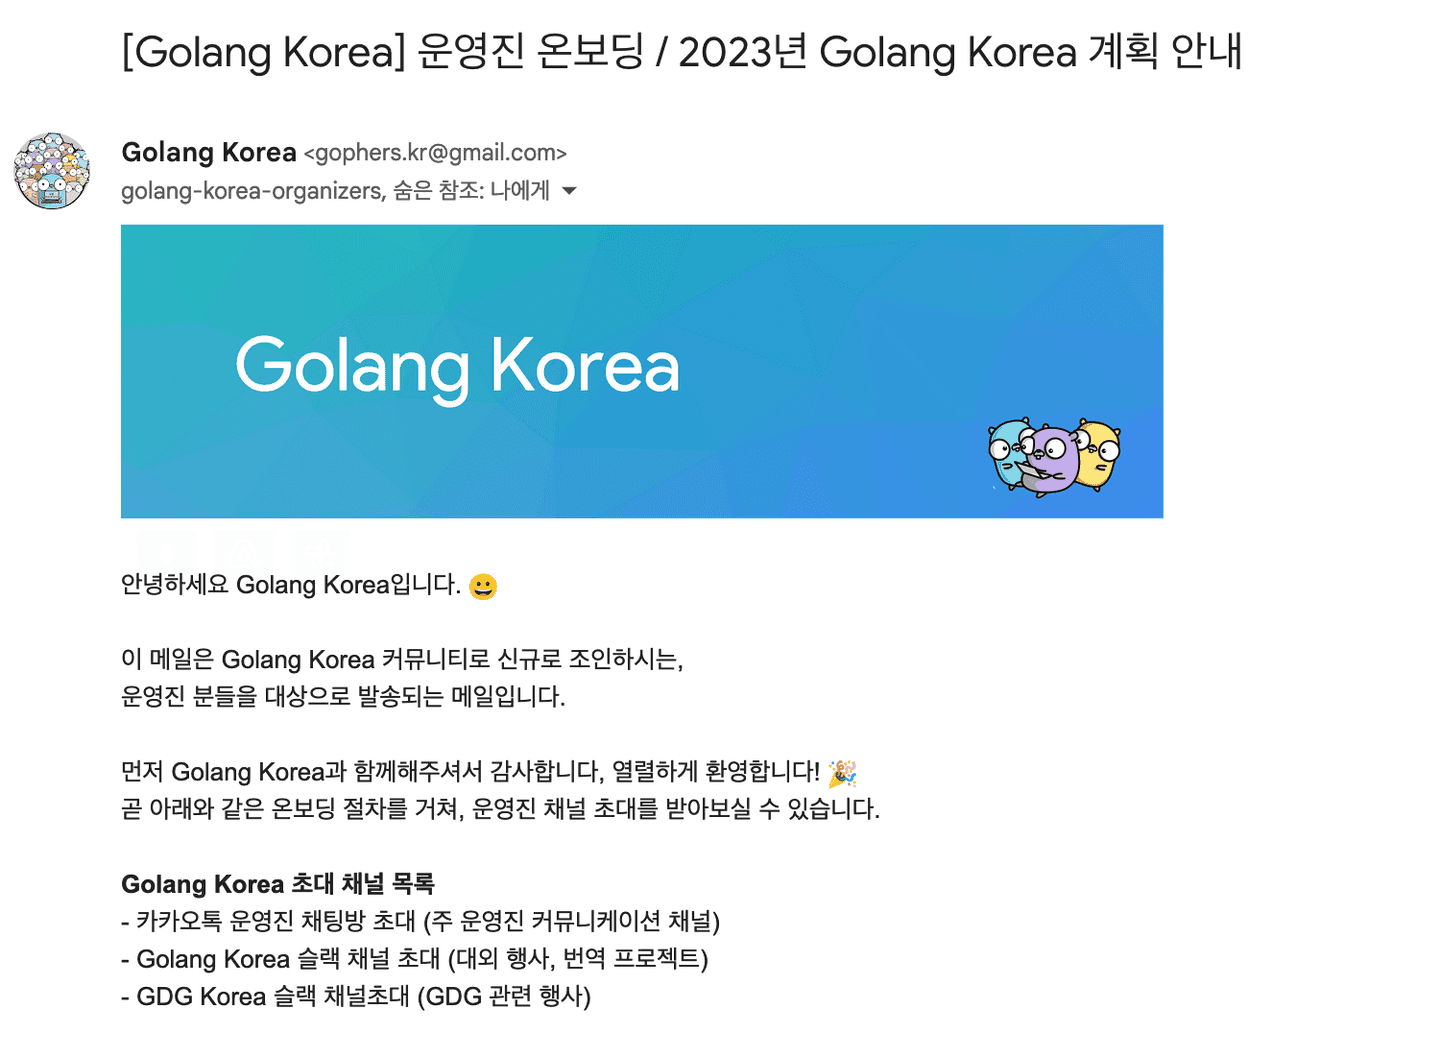 [Golang Korea] 운영진 온보딩 / 2023년 Golang Korea 계획 안내
Golang Korea <gophers.kr@gmail.com>
golang-korea-organizers, 숨은 참조: 나에게
Golang Korea
안녕하세요 Golang Korea입니다. 😀
이 메일은 Golang Korea 커뮤니티로 신규로 조인하시는,
운영진 분들을 대상으로 발송되는 메일입니다.
먼저 Golang Korea과 함께해주셔서 감사합니다, 열렬하게 환영합니다! 🎉
곧 아래와 같은 온보딩 절차를 거쳐, 운영진 채널 초대를 받아보실 수 있습니다.
Golang Korea 초대 채널 목록
- 카카오톡 운영진 채팅방 초대 (주 운영진 커뮤니케이션 채널)
- Golang Korea 슬랙 채널 초대 (대외 행사, 번역 프로젝트)
- GDG Korea 슬랙 채널초대 (GDG 관련 행사)